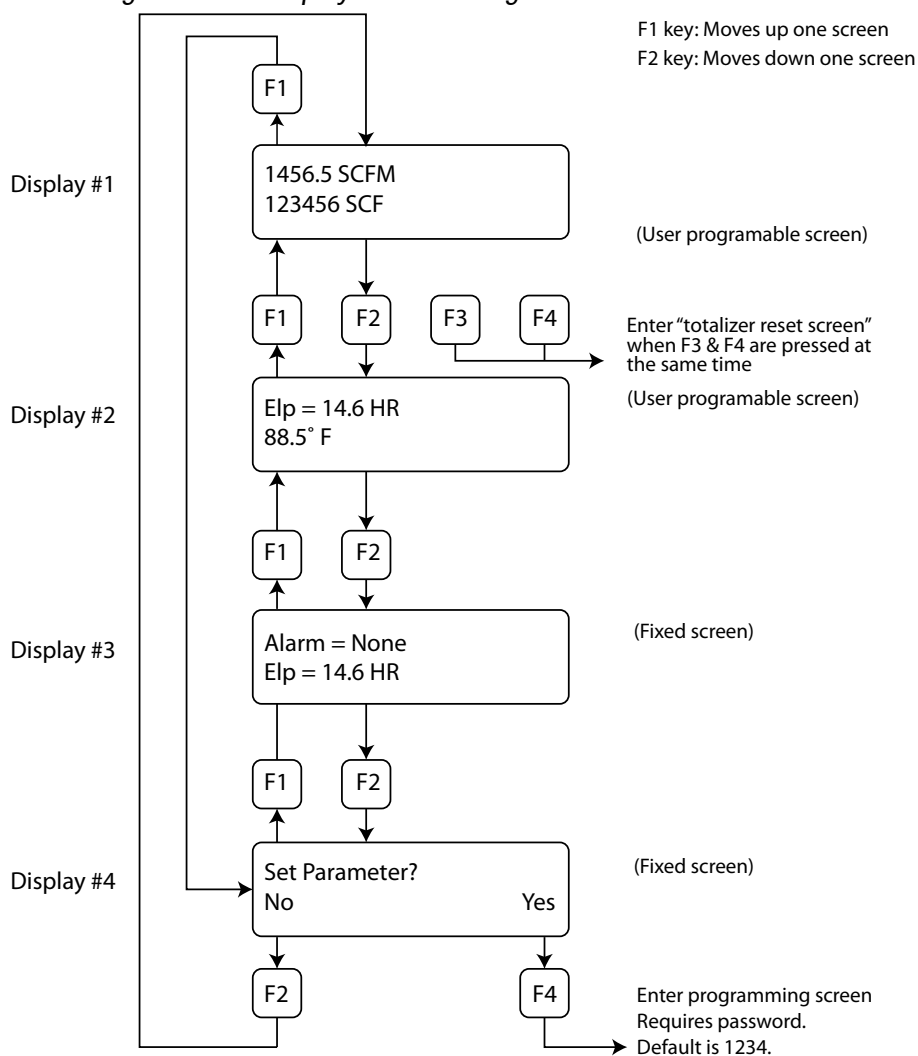 F1 key: Moves up one screen
F2 key: Moves down one screen
F1
Display #1
1456.5 SCFM
123456 SCF
(User programable screen)
F1
F2
F3
F4
Enter “totalizer reset screen”
when F3 & F4 are pressed at
the same time
(User programable screen)
Display #2
Elp = 14.6 HR
88.5˚ F
F1
F2
Display #3
Alarm = None
Elp = 14.6 HR
(Fixed screen)
F1
F2
Display #4
Set Parameter?
No
Yes
(Fixed screen)
F2
F4
Enter programming screen
Requires password.
Default is 1234.